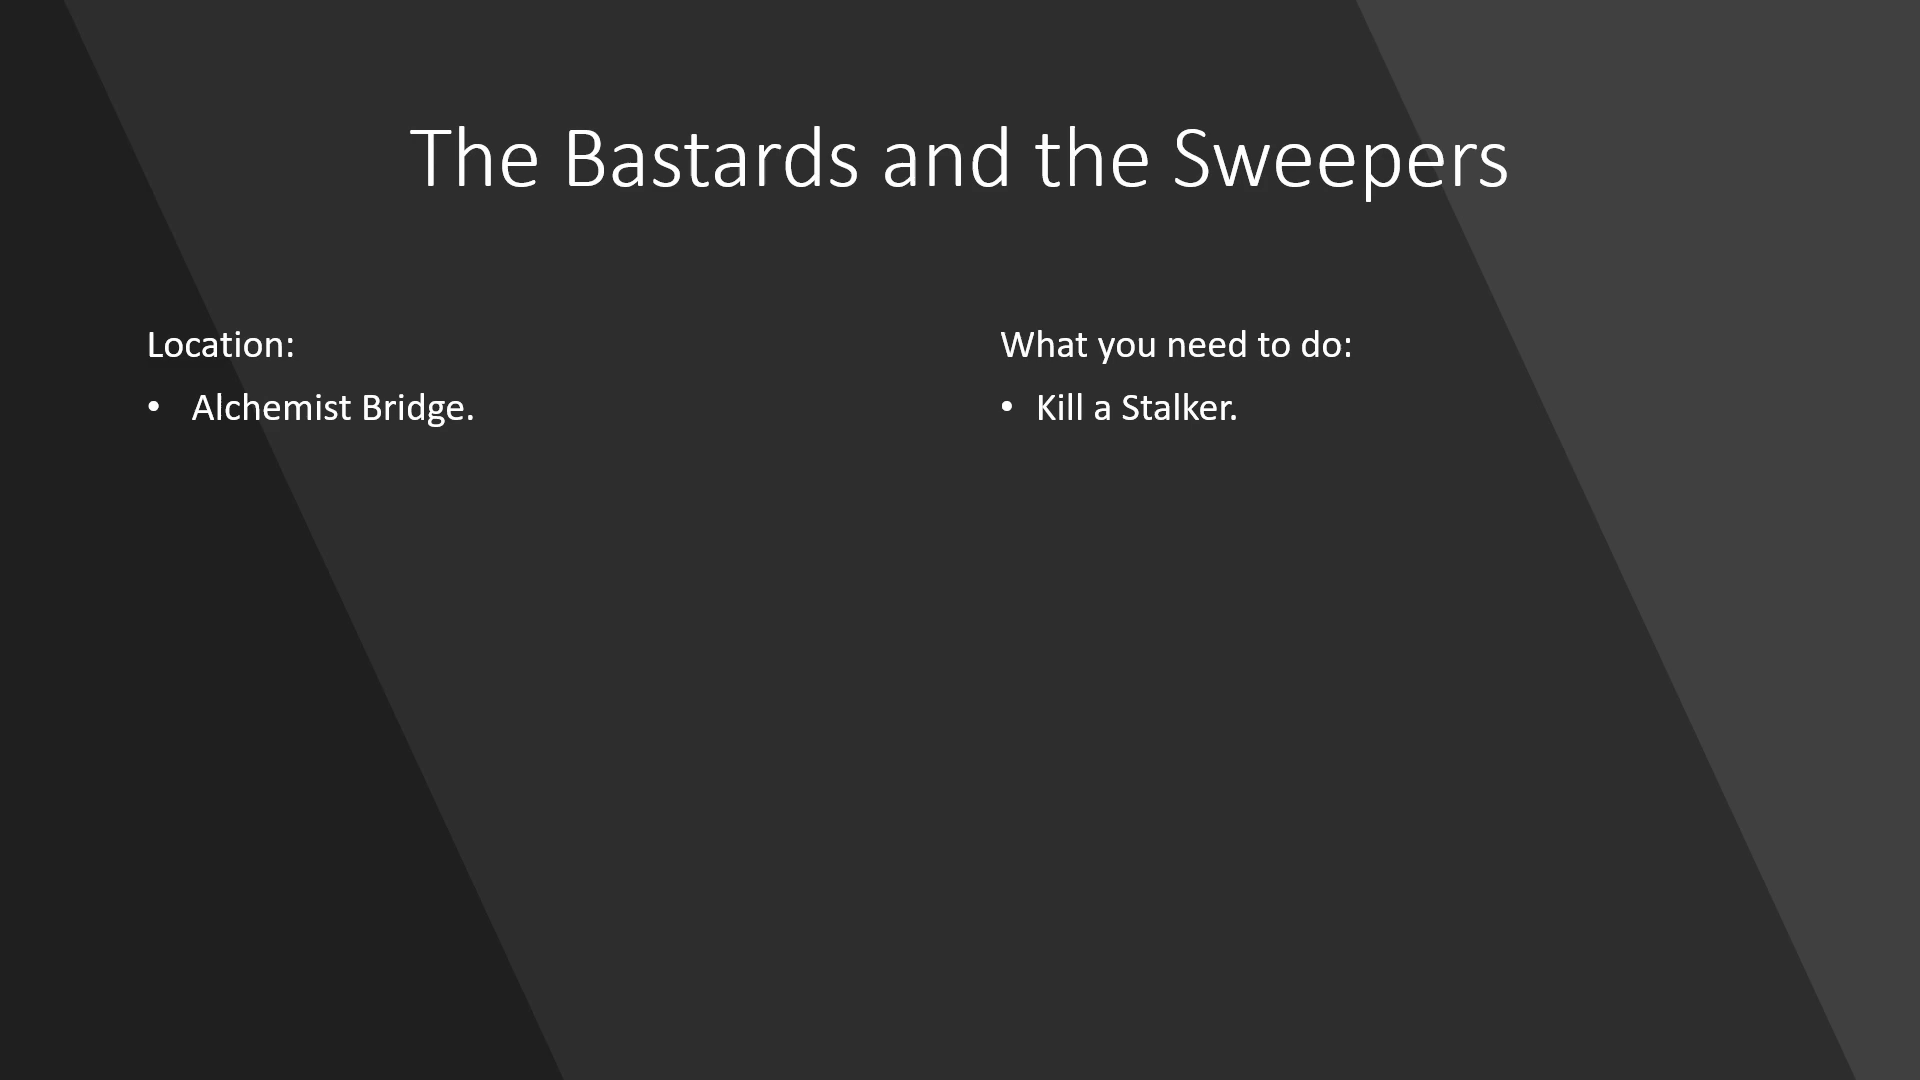 The Bastards and the Sweepers
Location:
• Alchemist Bridge.
What you need to do:
• Kill a Stalker.